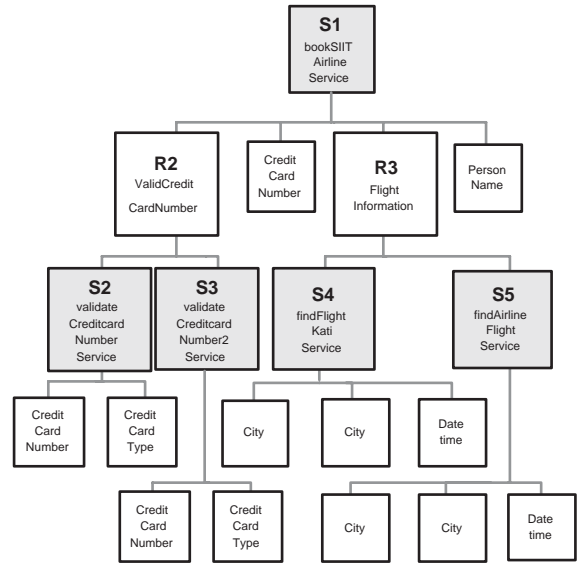 S1
bookSIIT
Airline
Service
R2
ValidCredit
CardNumber
Credit
Card
Number
R3
Flight
Information
Person
Name
S2
validate
Creditcard
Number
Service
S3
validate
Creditcard
Number2
Service
S4
findFlight
Kati
Service
S5
findAirline
Flight
Service
Credit
Card
Number
Credit
Card
Type
City
City
Date
time
Credit
Card
Number
Credit
Card
Type
City
City
Date
time